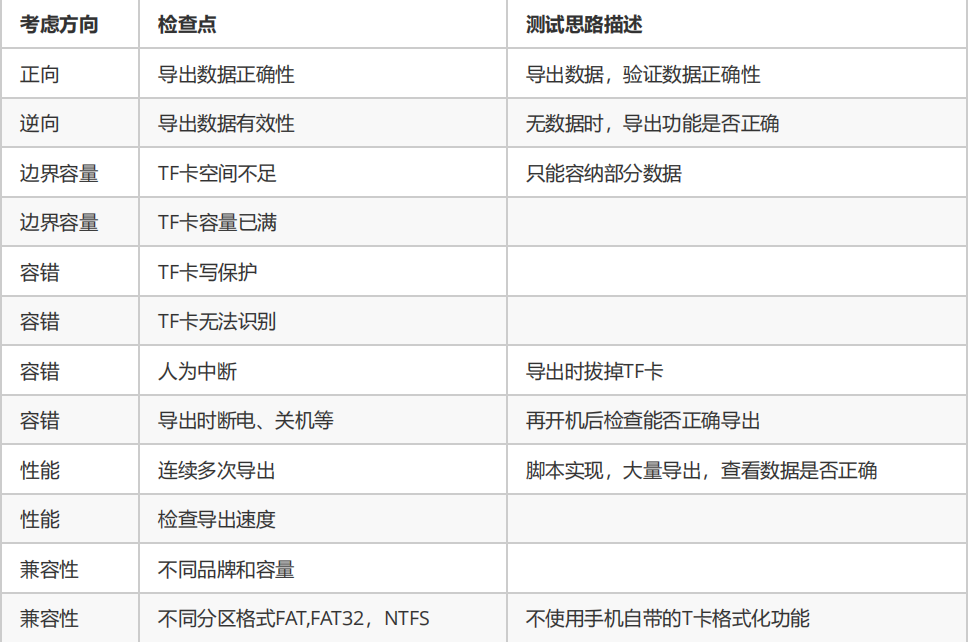 考虑方向 检查点 测试思路描述
正向 导出数据正确性 导出数据，验证数据正确性
逆向 导出数据有效性 无数据时，导出功能是否正确
边界容量 TF卡空间不足 只能容纳部分数据
边界容量 TF卡容量已满
容错 TF卡写保护
容错 TF卡无法识别
容错 人为中断 导出时拔掉TF卡
容错 导出时断电、关机等 再开机后检查能否正确导出
性能 连续多次导出 脚本实现，大量导出，查看数据是否正确
性能 检查导出速度
兼容性 不同品牌和容量
兼容性 不同分区格式FAT,FAT32，NTFS 不使用手机自带的T卡格式化功能